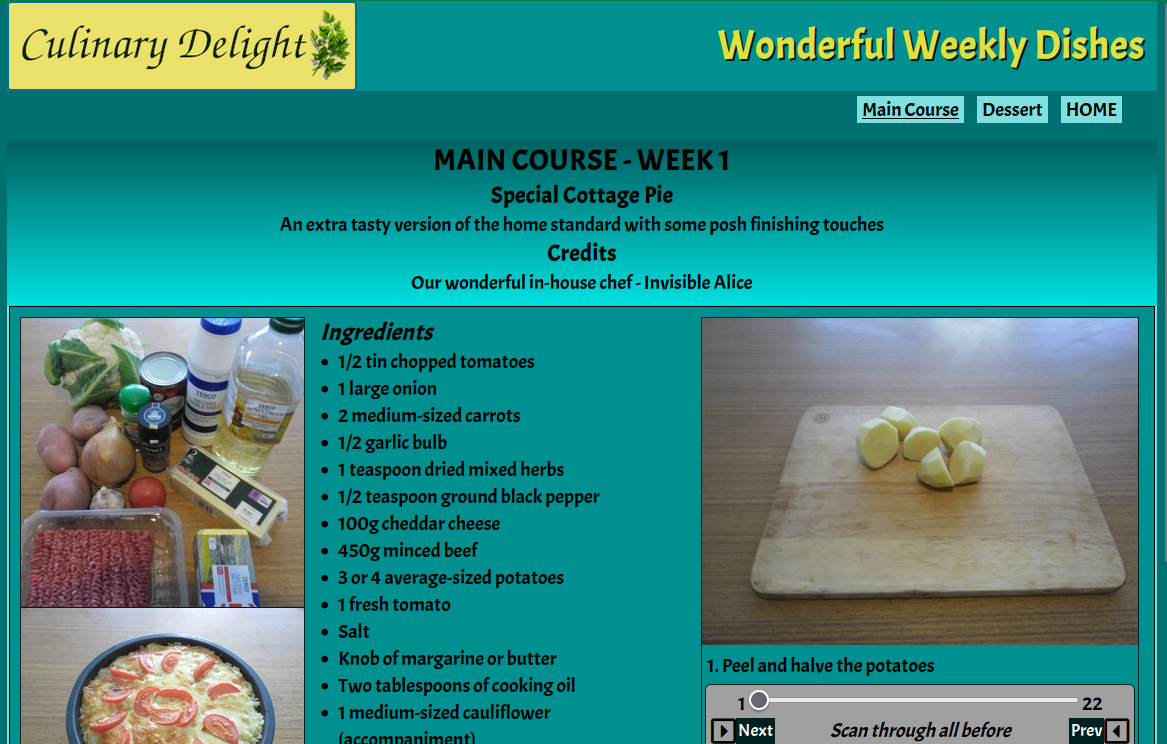 Culinary Delight
Wonderful Weekly Dishes
Main Course Dessert HOME
MAIN COURSE - WEEK 1
Special Cottage Pie
An extra tasty version of the home standard with some posh finishing touches
Credits
Our wonderful in-house chef - Invisible Alice
Ingredients
• 1/2 tin chopped tomatoes
• 1 large onion
• 2 medium-sized carrots
• 1/2 garlic bulb
• 1 teaspoon dried mixed herbs
• 1/2 teaspoon ground black pepper
• 100g cheddar cheese
• 450g minced beef
• 3 or 4 average-sized potatoes
• 1 fresh tomato
• Salt
• Knob of margarine or butter
• Two tablespoons of cooking oil
• 1 medium-sized cauliflower
(accompaniment)
TESCO
TESCO
1. Peel and halve the potatoes
1 22
Next Scan through all before Prev